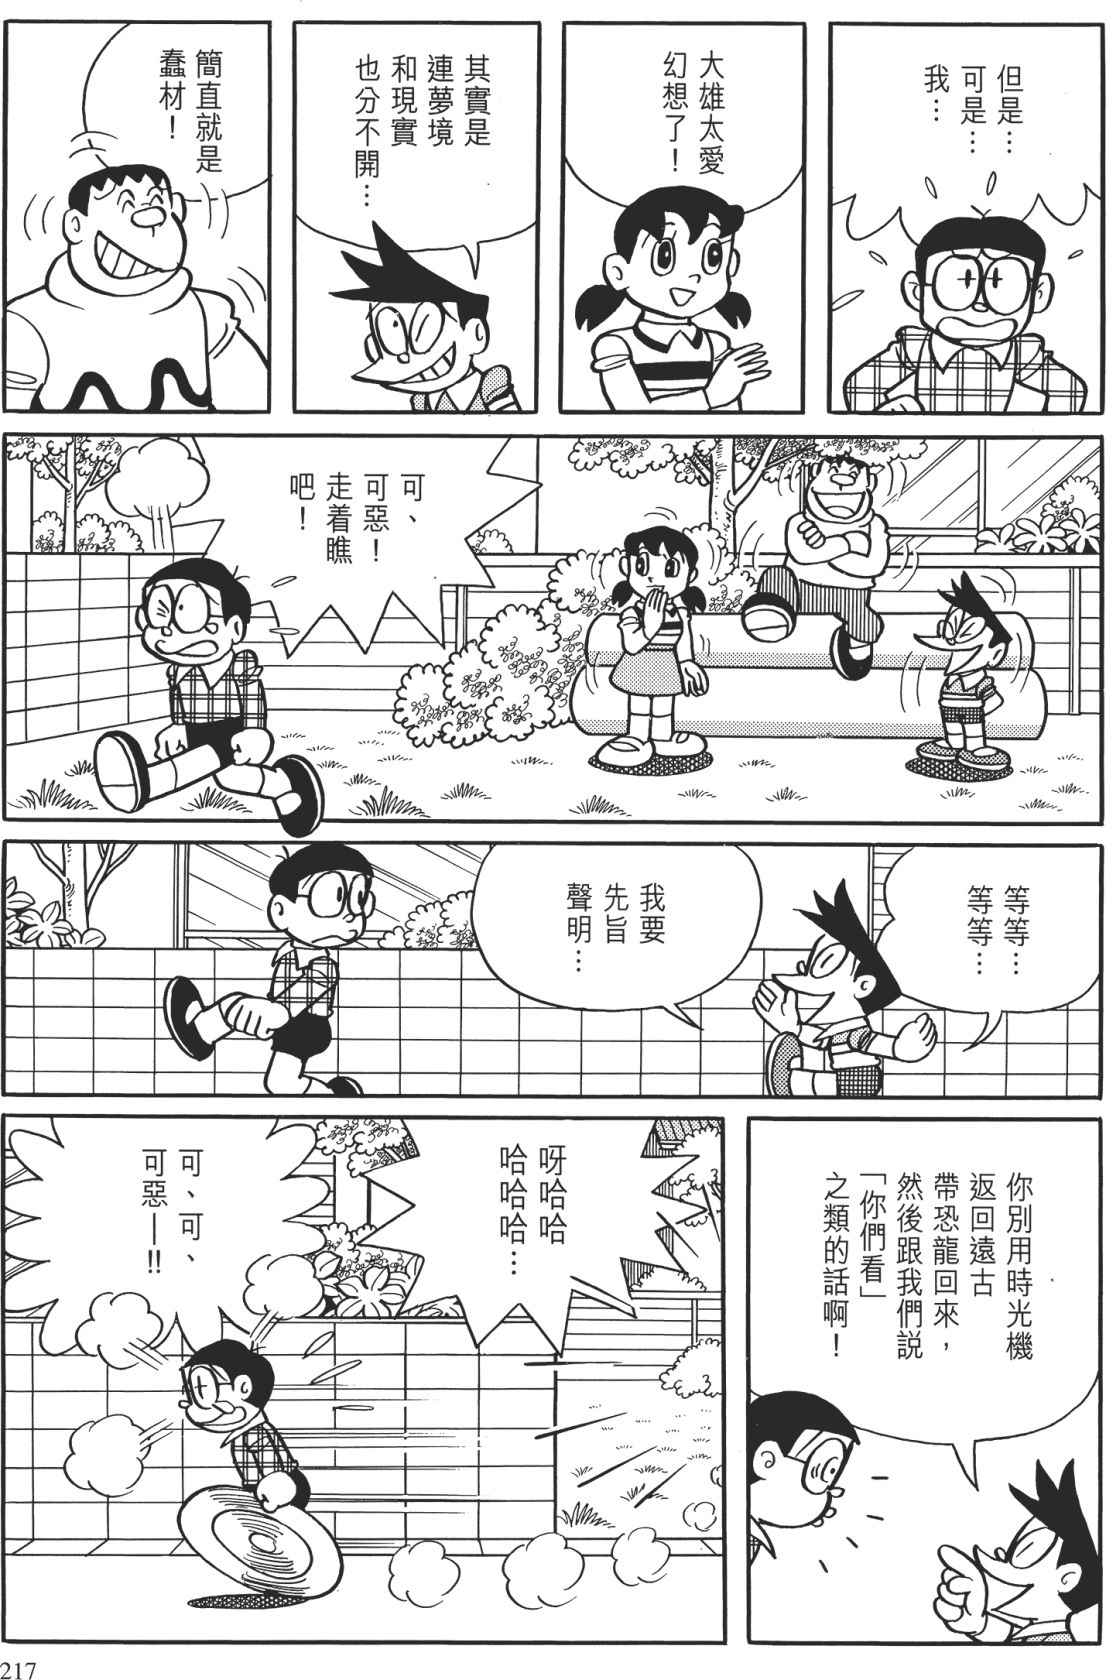 但是…
可是…
我…
大雄太愛
幻想了！
其實是
連夢境
和現實
也分不開…
簡直就是
蠢材！
可、
可惡！
走着瞧
吧！
等等…
等等…
我要
先旨
聲明…
你別用時光機
返回遠古
帶恐龍回來，
然後跟我們説
「你們看」
之類的話啊！
呀哈哈
哈哈哈…
可、可、
可惡—!!
217